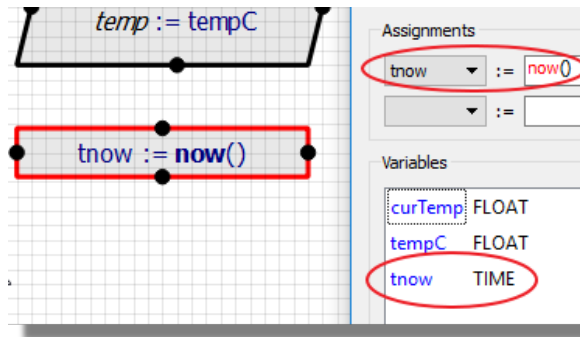 temp := tempC
tnow := now()
Assignments
tnow := now()
:=
Variables
curTemp FLOAT
tempC FLOAT
tnow TIME